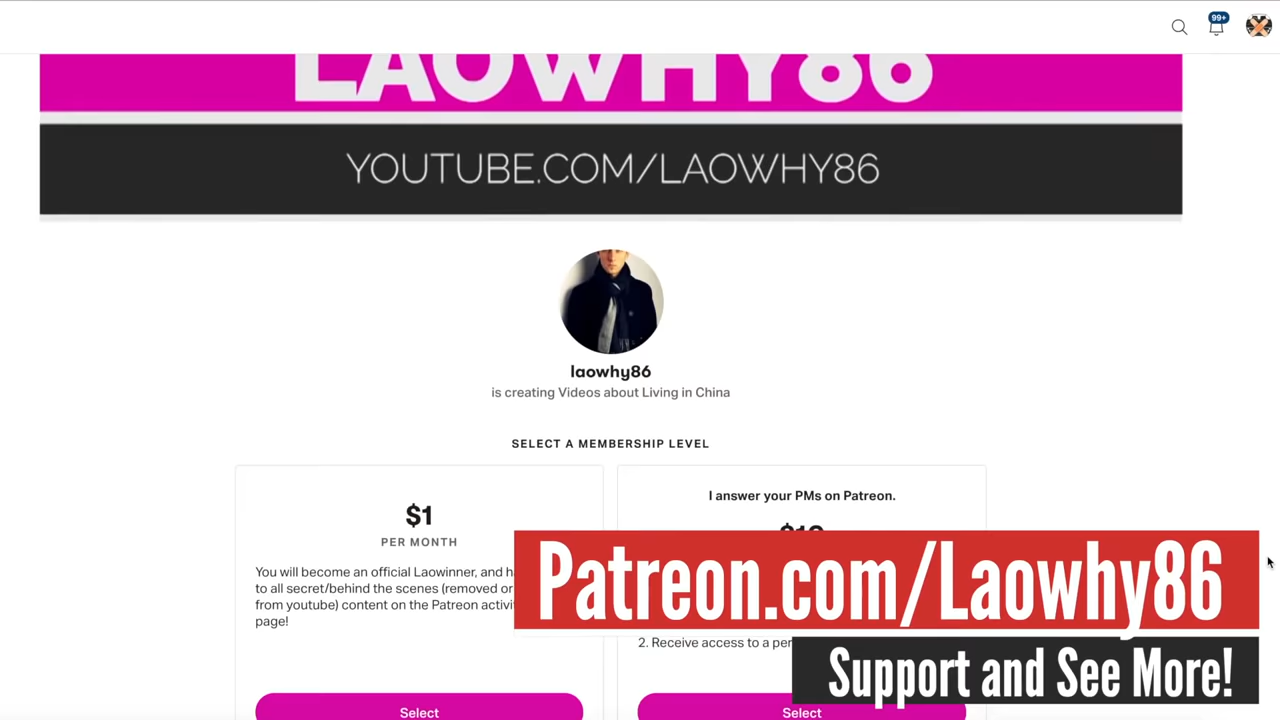 99+
LAOWHY86
YOUTUBE.COM/LAOWHY86
laowhy86
is creating Videos about Living in China
SELECT A MEMBERSHIP LEVEL
$1
PER MONTH
You will become an official Laowinner, and
to all secret/behind the scenes (removed or
from youtube) content on the Patreon
page!
Select
I answer your PMs on Patreon.
2. Receive access to a
Select
Patreon.com/Laowhy86
Support and See More!